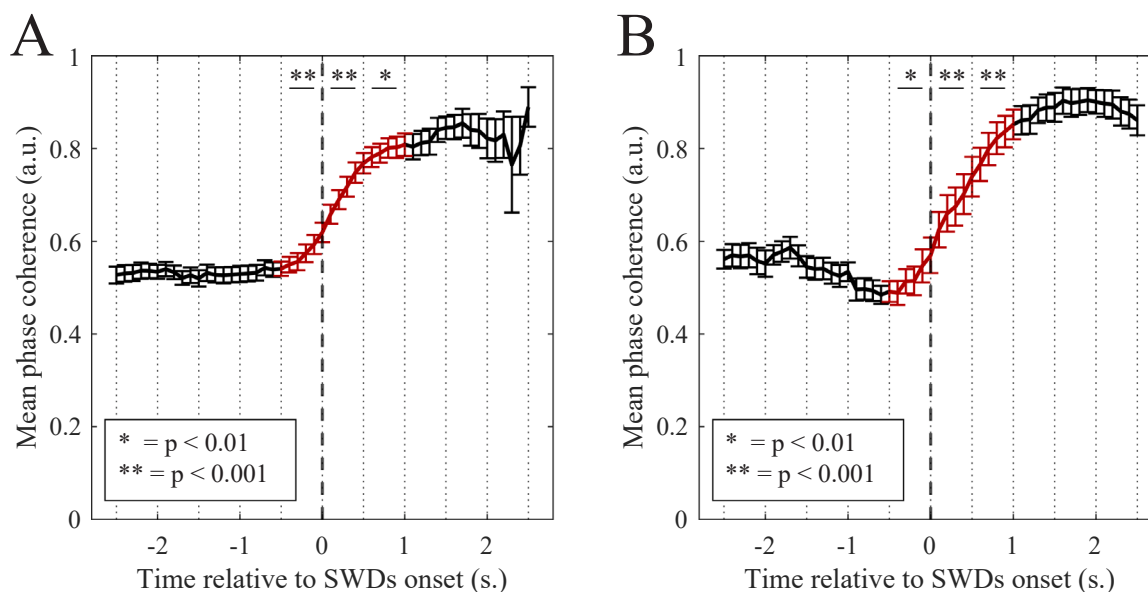 A
B
** ** *
* ** **
1
0.8
0.6
0.4
0.2
0
Mean phase coherence (a.u.)
* = p < 0.01
** = p < 0.001
-2 -1 0 1 2
Time relative to SWDs onset (s.)
1
0.8
0.6
0.4
0.2
0
Mean phase coherence (a.u.)
* = p < 0.01
** = p < 0.001
-2 -1 0 1 2
Time relative to SWDs onset (s.)